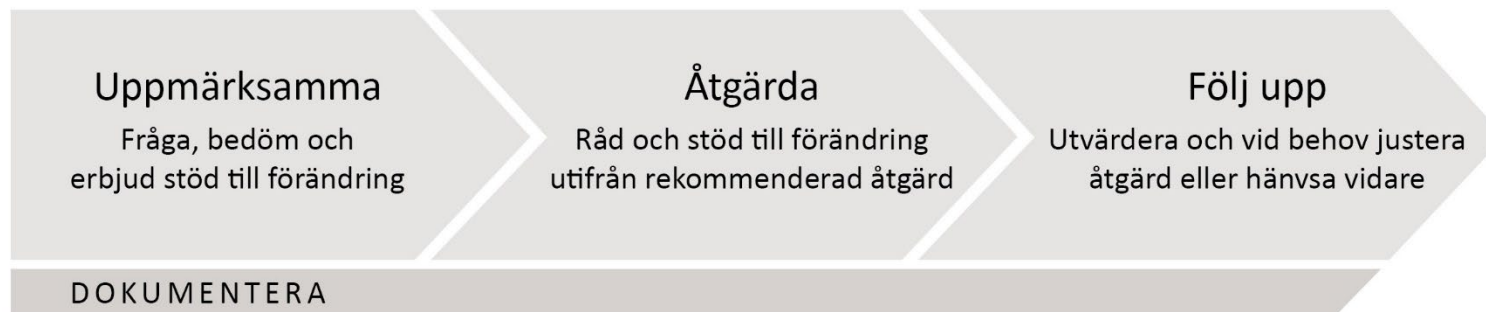 Uppmärksamma
Fråga, bedöm och
erbjud stöd till förändring
Åtgärda
Råd och stöd till förändring
utifrån rekommenderad åtgärd
Följ upp
Utvärdera och vid behov justera
åtgärd eller hänvsa vidare
DOKUMENTERA